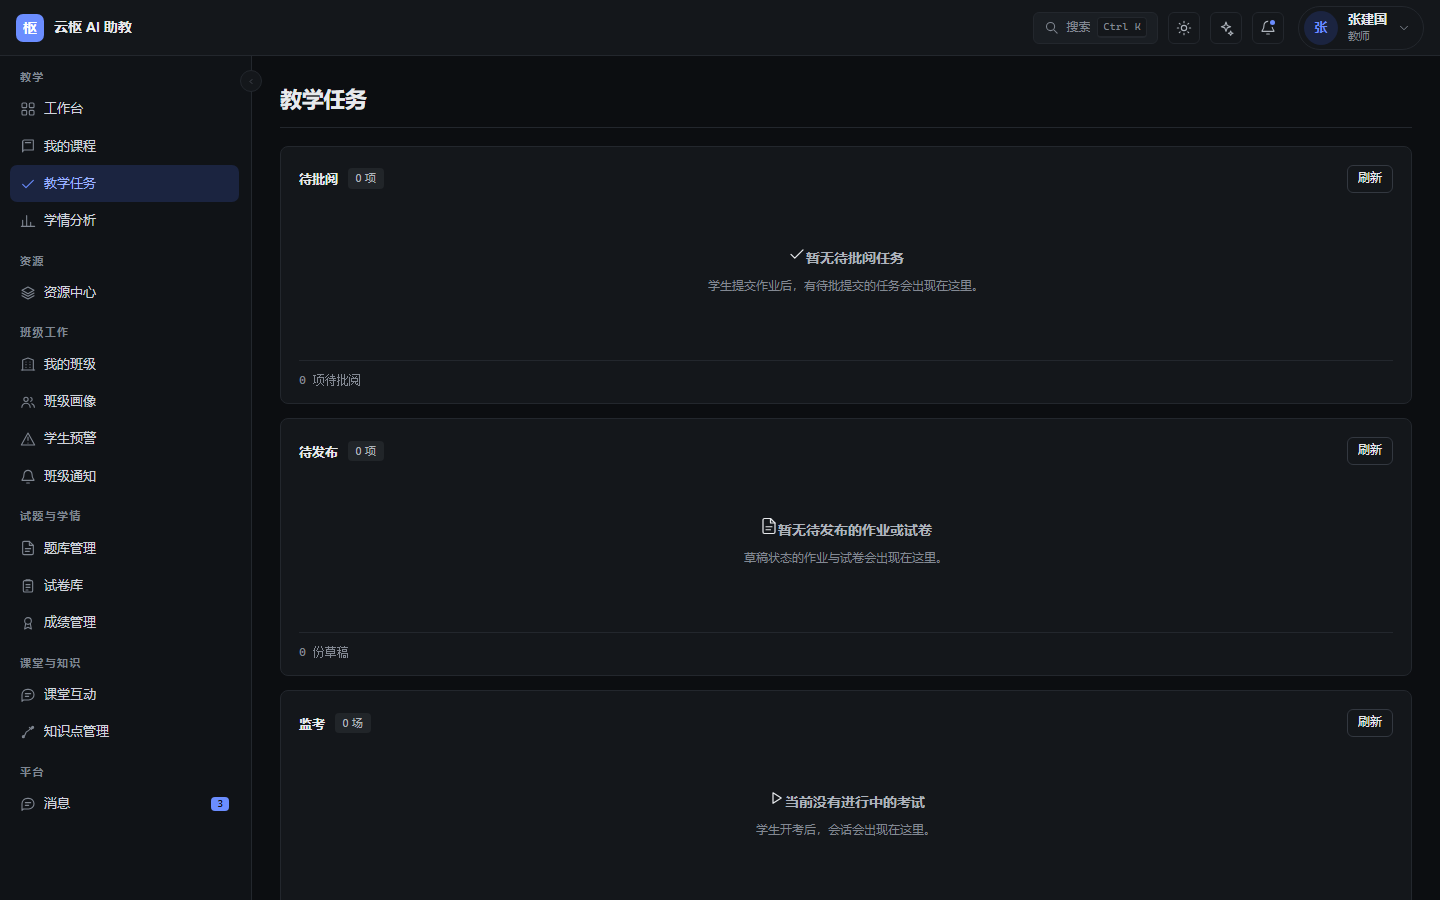 枢 云枢 AI 助教
搜索 Ctrl K
张 张建国
教师
教学
工作台
我的课程
教学任务
学情分析
资源
资源中心
班级工作
我的班级
班级画像
学生预警
班级通知
试题与学情
题库管理
试卷库
成绩管理
课堂与知识
课堂互动
知识点管理
平台
消息 3
教学任务
待批阅 0 项 刷新
暂无待批阅任务
学生提交作业后，有待批提交的任务会出现在这里。
0 项待批阅
待发布 0 项 刷新
暂无待发布的作业或试卷
草稿状态的作业与试卷会出现在这里。
0 份草稿
监考 0 场 刷新
当前没有进行中的考试
学生开考后，会话会出现在这里。